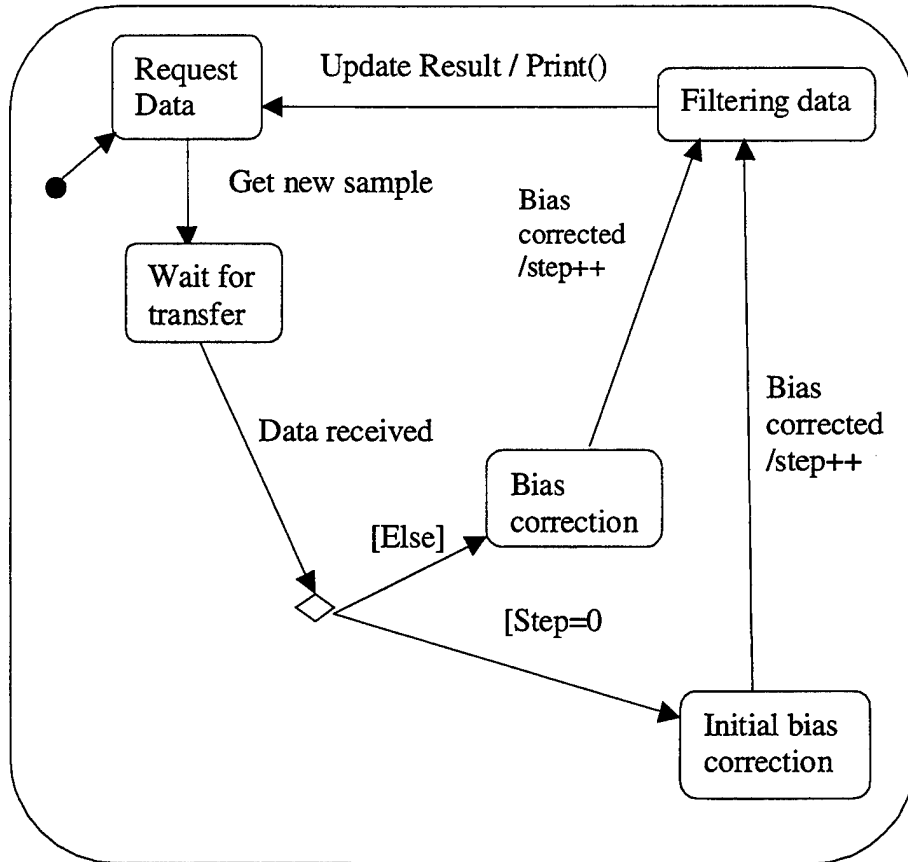 Request
Data
Update Result / Print()
Filtering data
Get new sample
Bias
corrected
/step++
Wait for
transfer
Bias
corrected
/step++
Data received
Bias
correction
[Else]
[Step=0
Initial bias
correction